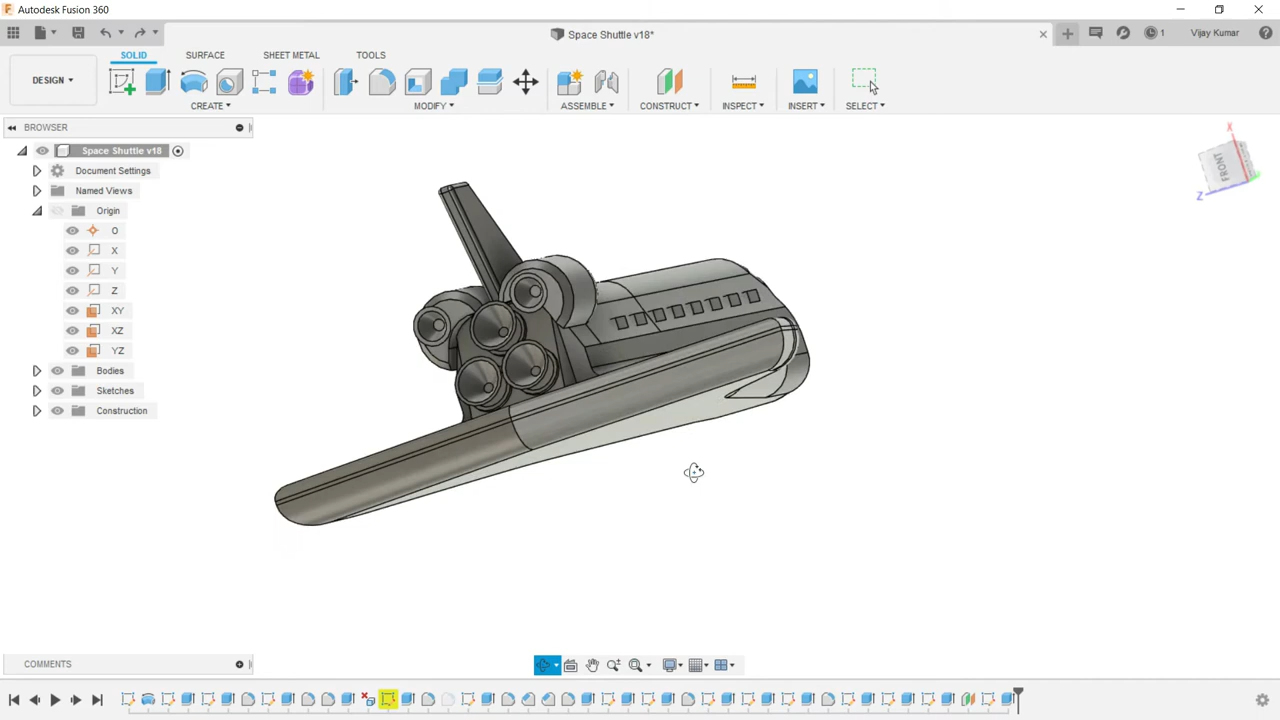 Autodesk Fusion 360
Space Shuttle v18*
1
Vijay Kumar
SOLID
SURFACE
SHEET METAL
TOOLS
DESIGN
CREATE
MODIFY
ASSEMBLE
CONSTRUCT
INSPECT
INSERT
SELECT
BROWSER
Space Shuttle v18
Document Settings
Named Views
Origin
O
X
Y
Z
XY
XZ
YZ
Bodies
Sketches
Construction
X
FRONT
Z
COMMENTS